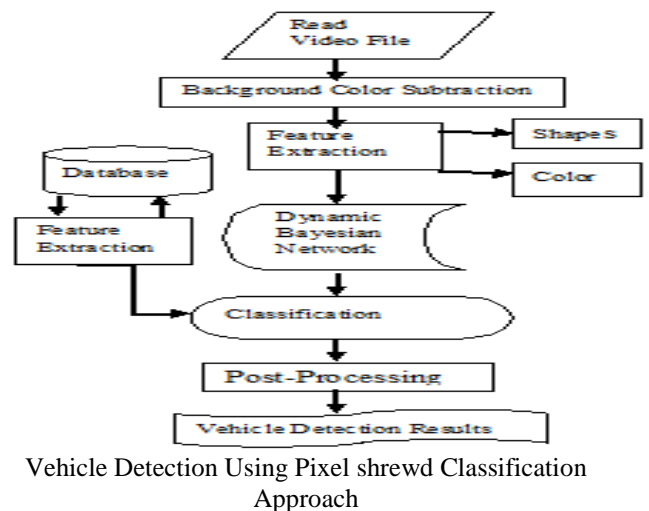 Read
Video File
Background Color Subtraction
Feature
Extraction
Shapes
Color
Database
Feature
Extraction
Dynamic
Bayesian
Network
Classification
Post-Processing
Vehicle Detection Results
Vehicle Detection Using Pixel shrewd Classification
Approach